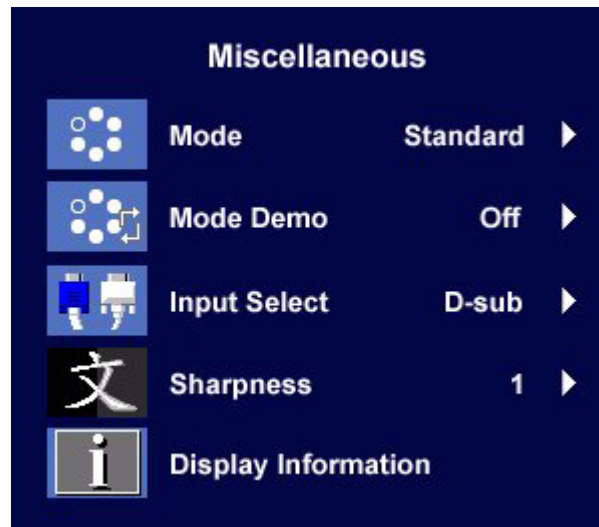 Miscellaneous
Mode Standard
Mode Demo Off
Input Select D-sub
文 Sharpness 1
i Display Information